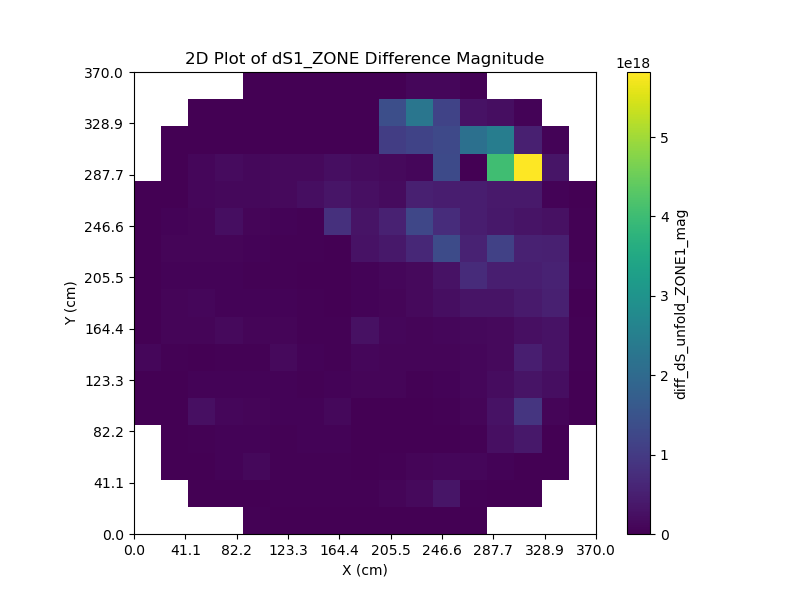 2D Plot of dS1_ZONE Difference Magnitude
1e18
370.0
328.9
287.7
246.6
205.5
164.4
123.3
82.2
41.1
0.0
Y (cm)
0.0 41.1 82.2 123.3 164.4 205.5 246.6 287.7 328.9 370.0
X (cm)
5
4
3
2
1
0
diff_dS_unfold_ZONE1_mag